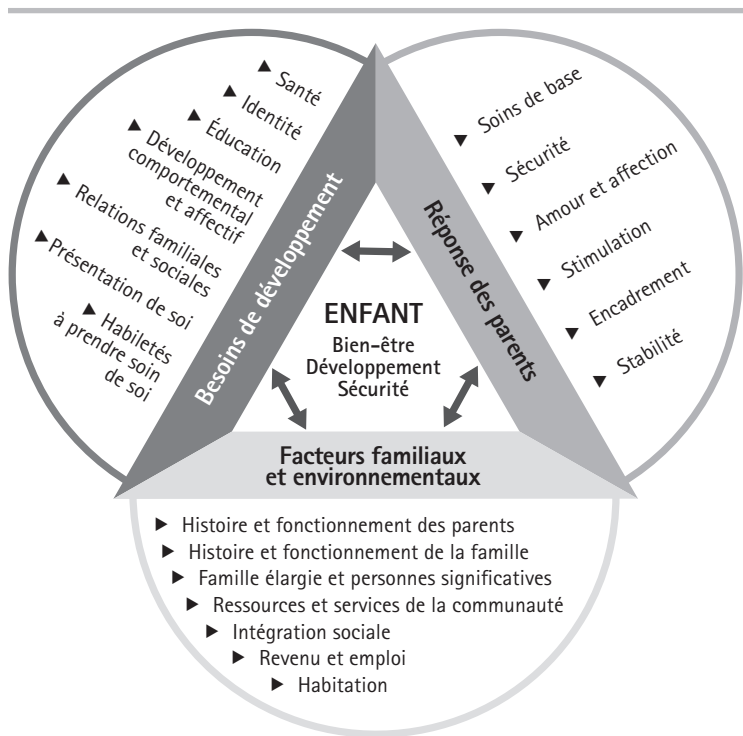 Santé
Identité
Éducation
Développement
comportemental
et affectif
Relations familiales
et sociales
Présentation de soi
Habiletés
à prendre soin
de soi
Besoins de développement
Soins de base
Sécurité
Amour et affection
Stimulation
Encadrement
Stabilité
Réponse des parents
ENFANT
Bien-être
Développement
Sécurité
Facteurs familiaux
et environnementaux
Histoire et fonctionnement des parents
Histoire et fonctionnement de la famille
Famille élargie et personnes significatives
Ressources et services de la communauté
Intégration sociale
Revenu et emploi
Habitation